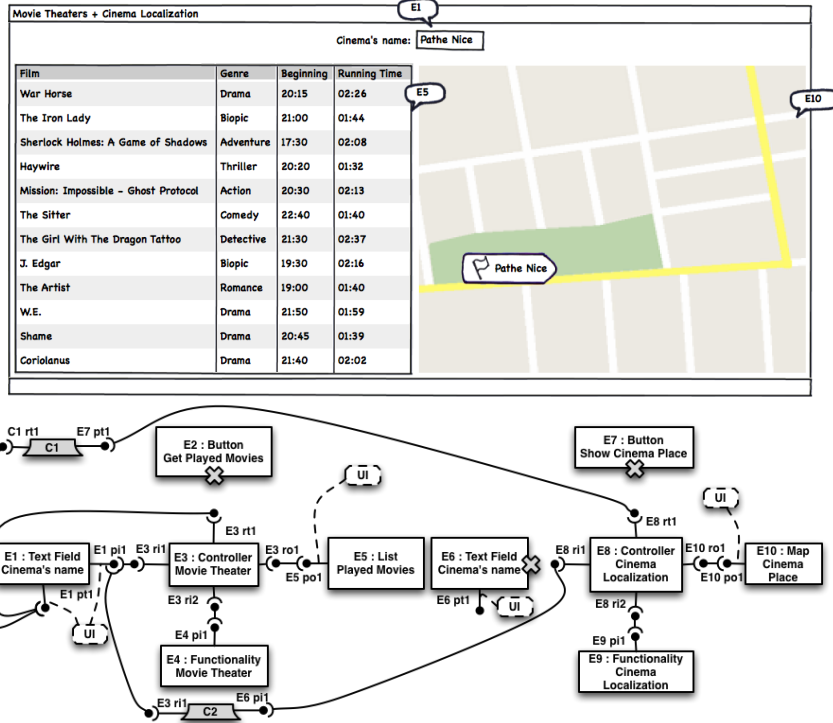 Movie Theaters + Cinema Localization
E1
Cinema's name: Pathe Nice
Film Genre Beginning Running Time
War Horse Drama 20:15 02:26
The Iron Lady Biopic 21:00 01:44
Sherlock Holmes: A Game of Shadows Adventure 17:30 02:08
Haywire Thriller 20:20 01:32
Mission: Impossible - Ghost Protocol Action 20:30 02:13
The Sitter Comedy 22:40 01:40
The Girl With The Dragon Tattoo Detective 21:30 02:37
J. Edgar Biopic 19:30 02:16
The Artist Romance 19:00 01:40
W.E. Drama 21:50 01:59
Shame Drama 20:45 01:39
Coriolanus Drama 21:40 02:02
E5
E10
Pathe Nice
C1 rt1
C1
E7 pt1
E2 : Button
Get Played Movies
E7 : Button
Show Cinema Place
UI
UI
E3 rt1
E8 rt1
E1 : Text Field
Cinema's name
E1 pi1
E3 ri1
E3 : Controller
Movie Theater
E3 ro1
E5 po1
E5 : List
Played Movies
E6 : Text Field
Cinema's name
E8 ri1
E8 : Controller
Cinema
Localization
E10 ro1
E10 po1
E10 : Map
Cinema
Place
E1 pt1
UI
E3 ri2
E4 pi1
E6 pt1
UI
E8 ri2
E9 pi1
E4 : Functionality
Movie Theater
E9 : Functionality
Cinema
Localization
E3 ri1
C2
E6 pi1